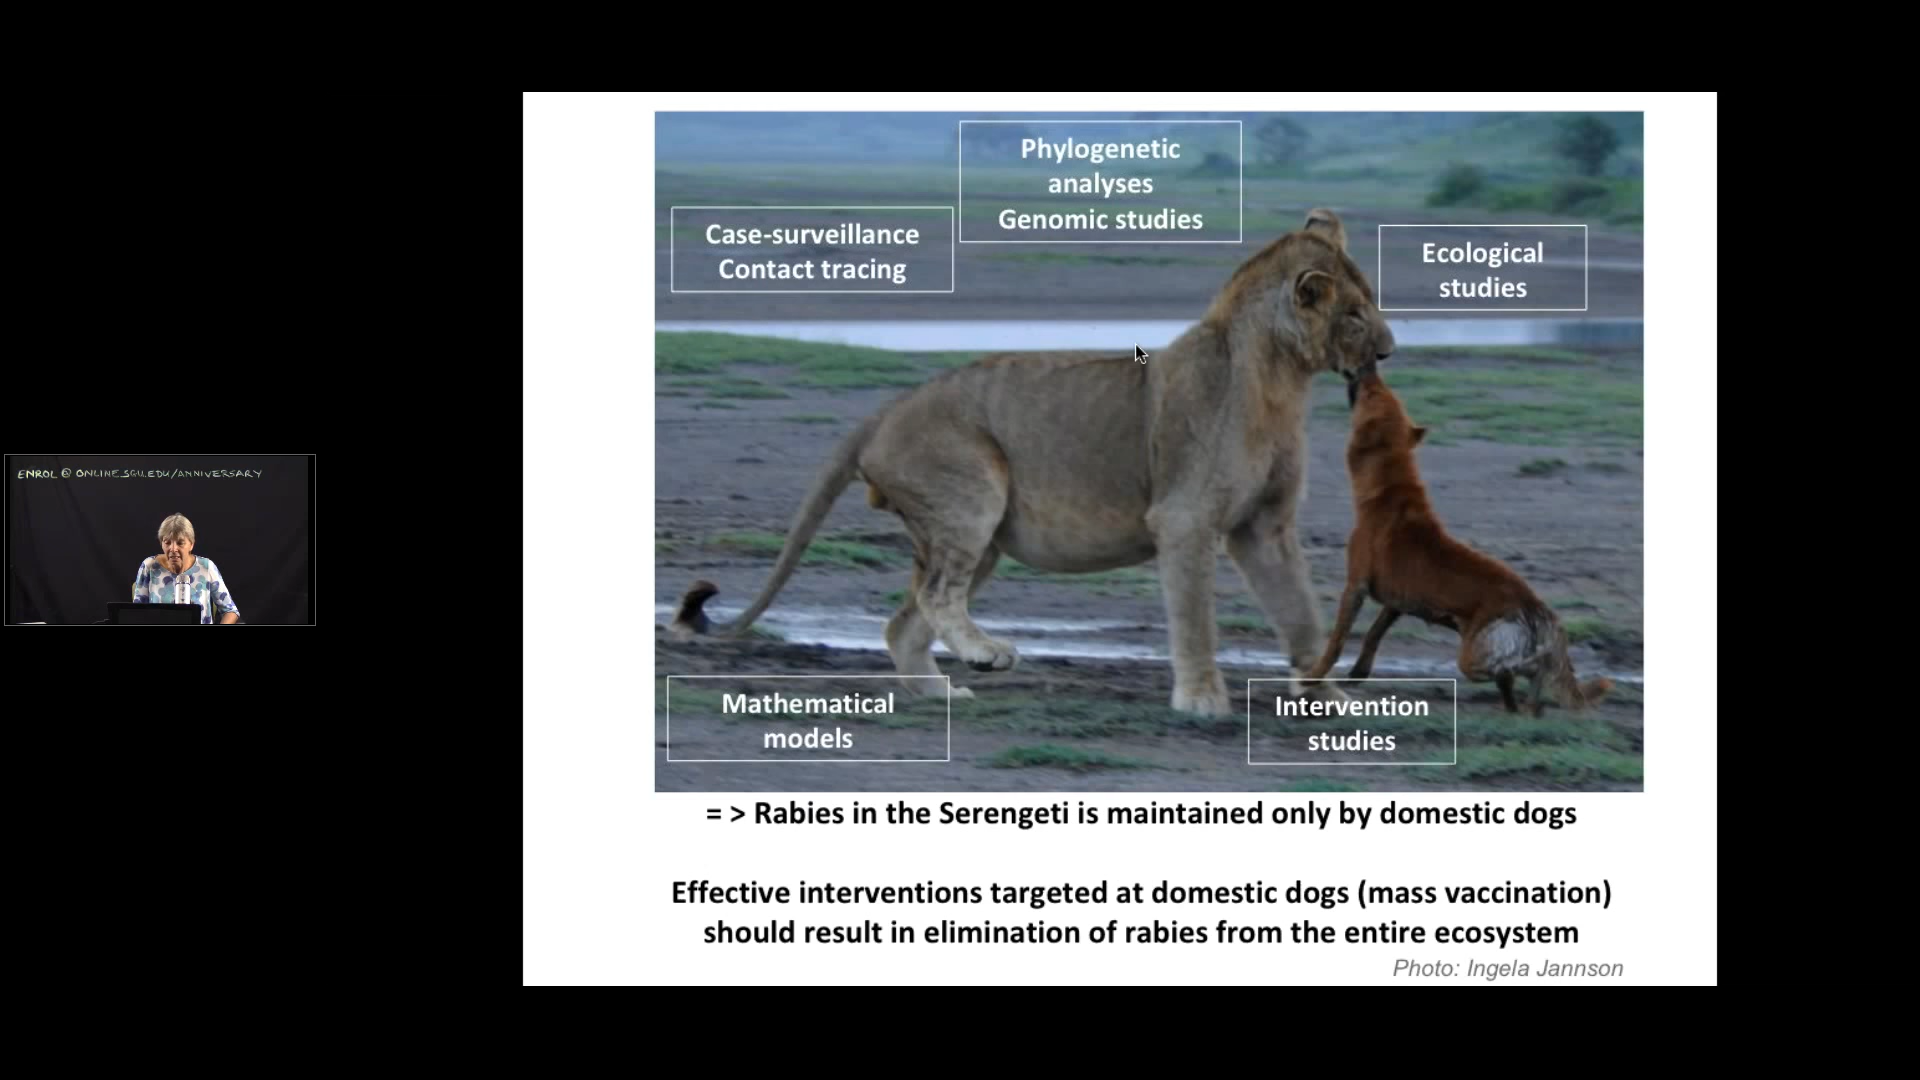 ENROL @ ONLINE.SGU.EDU/ANNIVERSARY
Phylogenetic
analyses
Genomic studies
Case-surveillance
Contact tracing
Ecological
studies
Mathematical
models
Intervention
studies
= > Rabies in the Serengeti is maintained only by domestic dogs
Effective interventions targeted at domestic dogs (mass vaccination)
should result in elimination of rabies from the entire ecosystem
Photo: Ingela Jannson